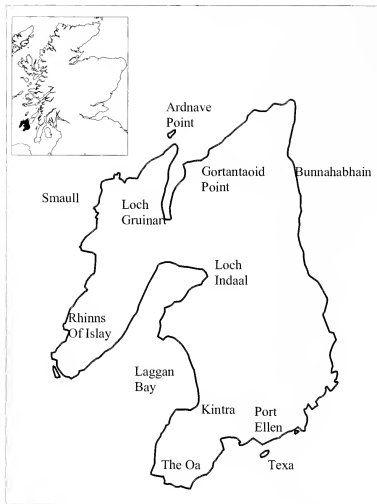 Ardnave
Point
Gortantaoid
Point
Bunnahabhain
Smaull
Loch
Gruinart
Loch
Indaal
Rhinns
Of Islay
Laggan
Bay
Kintra
Port
Ellen
The Oa
Texa